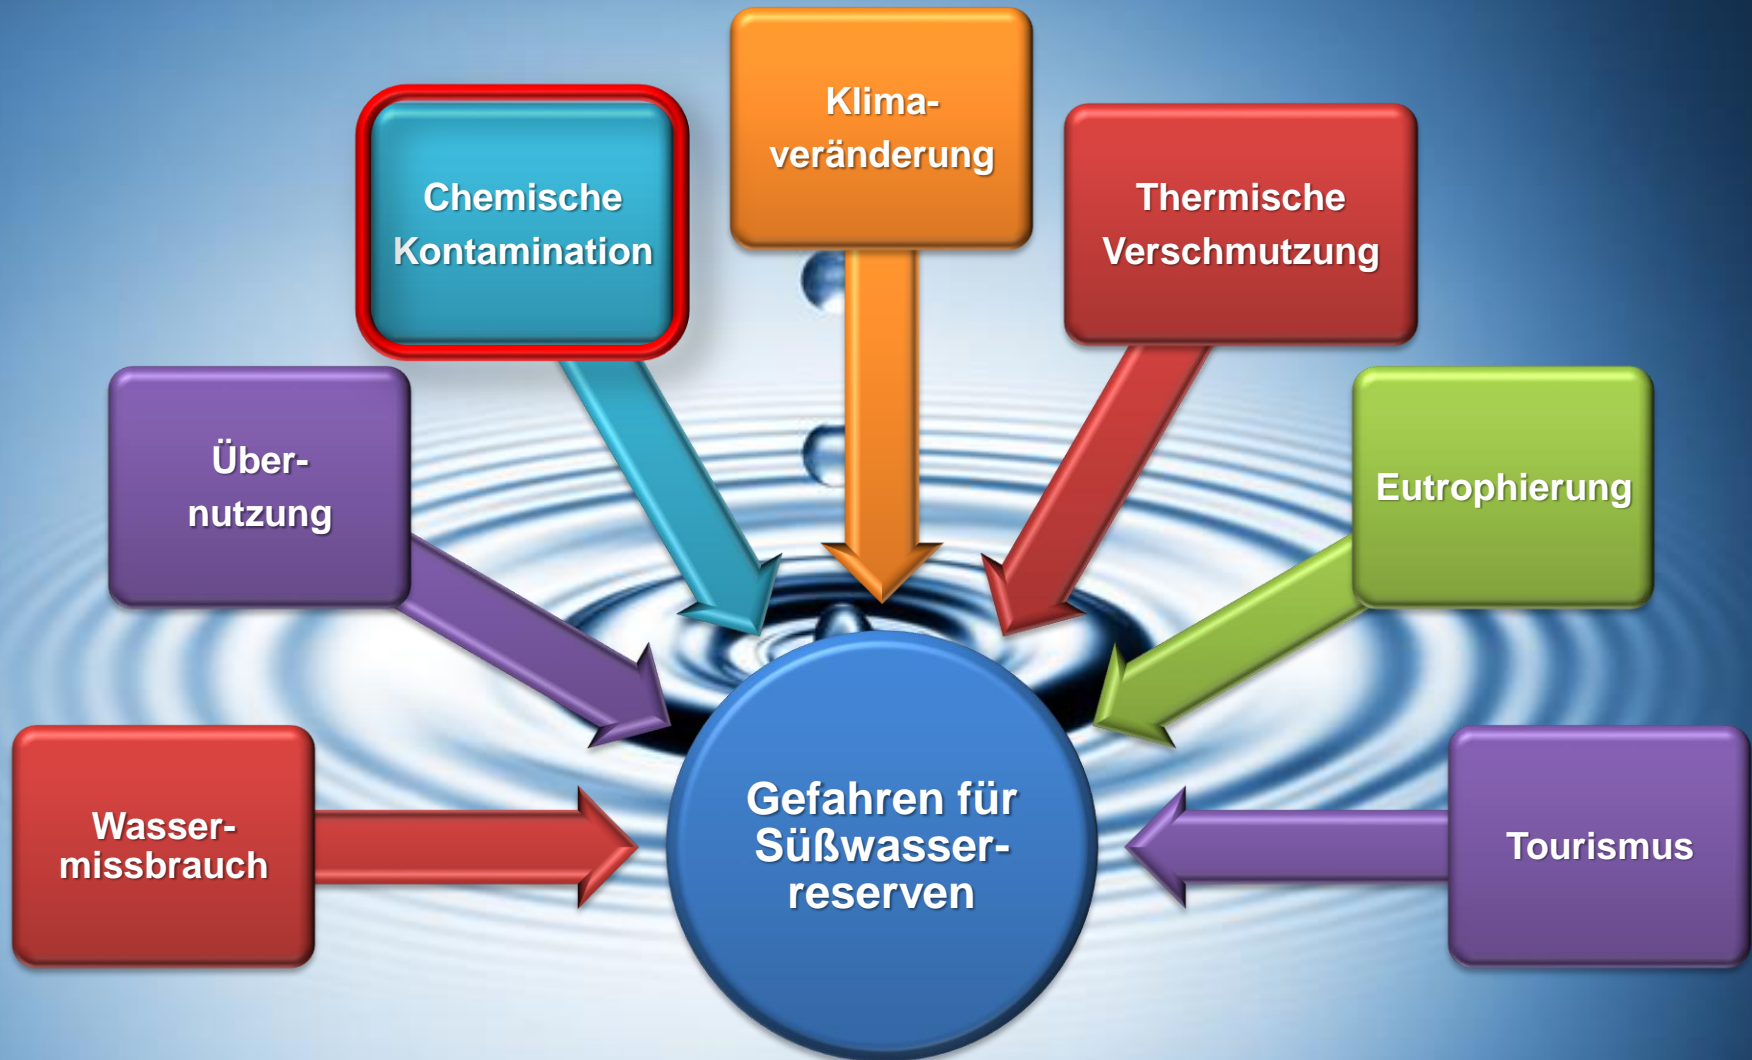 Klima-
veränderung
Chemische
Kontamination
Thermische
Verschmutzung
Über-
nutzung
Eutrophierung
Wasser-
missbrauch
Gefahren für
Süßwasser-
reserven
Tourismus